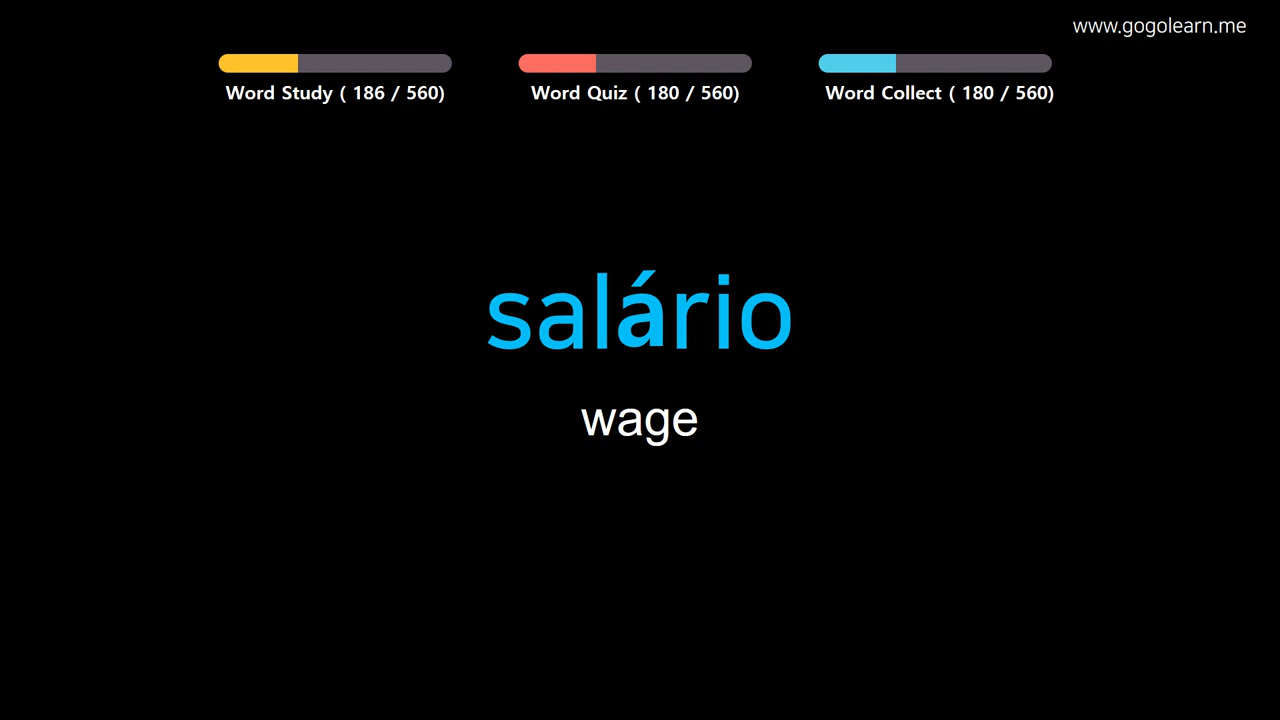 www.gogolearn.me
Word Study ( 186 / 560)
Word Quiz ( 180 / 560)
Word Collect ( 180 / 560)
salário
wage